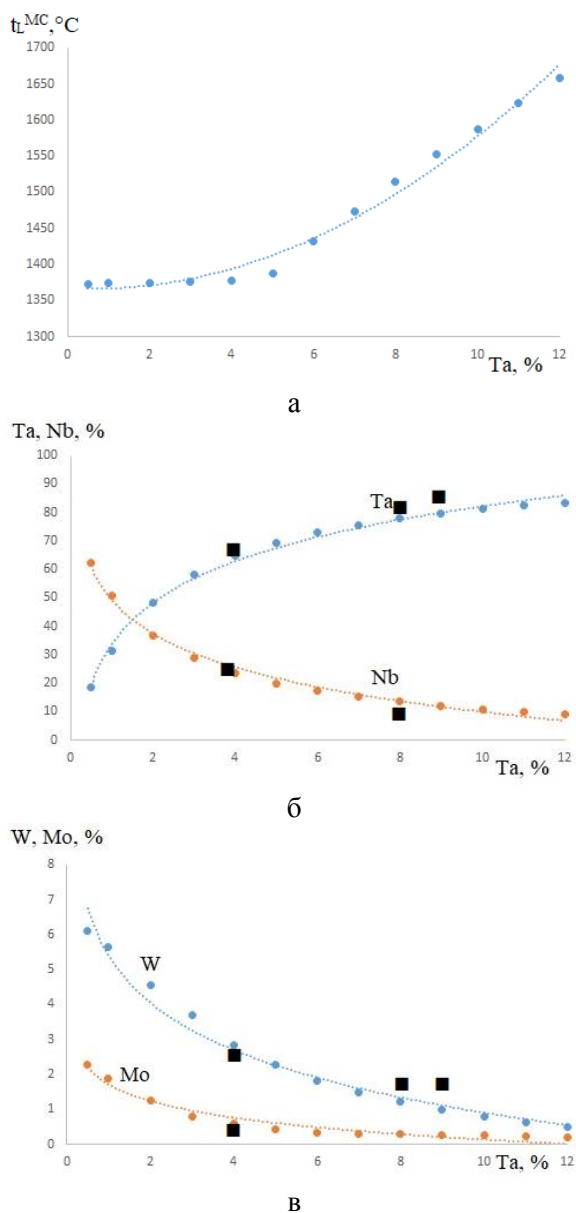 t_L^MC,°C
1700
1650
1600
1550
1500
1450
1400
1350
1300
0 2 4 6 8 10 12
Ta, %
а
Ta, Nb, %
100
90
80
70
60
50
40
30
20
10
0
Ta
Nb
0 2 4 6 8 10 12
Ta, %
б
W, Mo, %
8
7
6
5
4
3
2
1
0
W
Mo
0 2 4 6 8 10 12
Ta, %
в